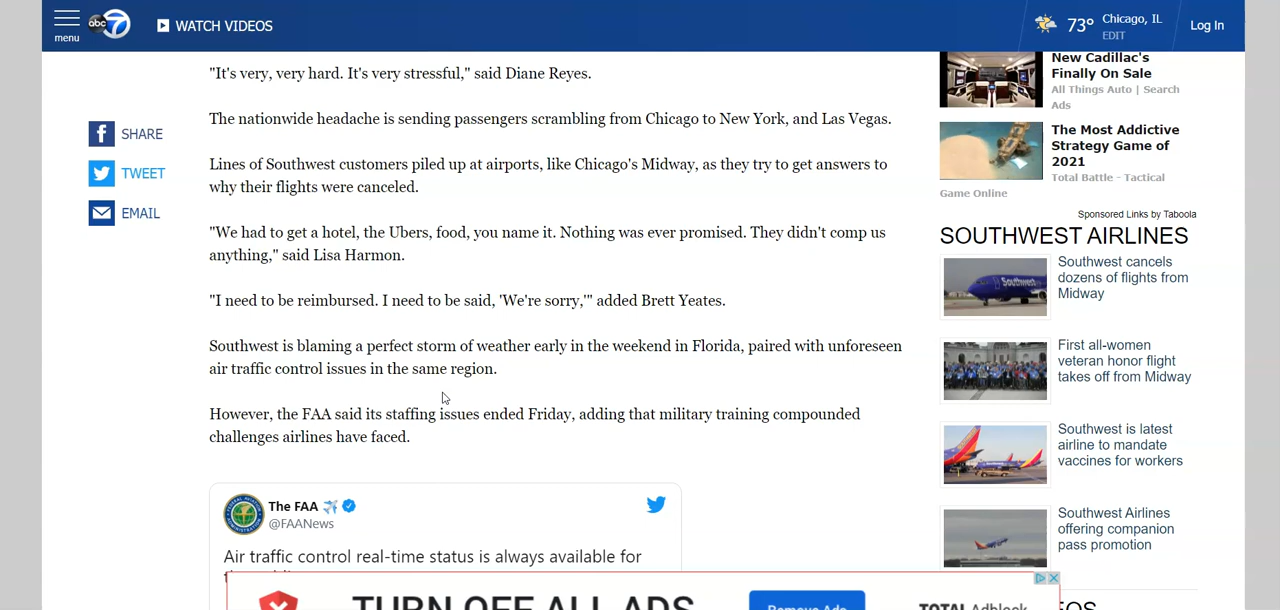 menu
abc 7
WATCH VIDEOS
73°
Chicago, IL
EDIT
Log In
SHARE
TWEET
EMAIL
"It's very, very hard. It's very stressful," said Diane Reyes.
The nationwide headache is sending passengers scrambling from Chicago to New York, and Las Vegas.
Lines of Southwest customers piled up at airports, like Chicago's Midway, as they try to get answers to
why their flights were canceled.
"We had to get a hotel, the Ubers, food, you name it. Nothing was ever promised. They didn't comp us
anything," said Lisa Harmon.
"I need to be reimbursed. I need to be said, 'We're sorry,'" added Brett Yeates.
Southwest is blaming a perfect storm of weather early in the weekend in Florida, paired with unforeseen
air traffic control issues in the same region.
However, the FAA said its staffing issues ended Friday, adding that military training compounded
challenges airlines have faced.
The FAA
@FAANews
Air traffic control real-time status is always available for
New Cadillac's
Finally On Sale
All Things Auto | Search
Ads
The Most Addictive
Strategy Game of
2021
Total Battle - Tactical
Game Online
Sponsored Links by Taboola
SOUTHWEST AIRLINES
Southwest cancels
dozens of flights from
Midway
First all-women
veteran honor flight
takes off from Midway
Southwest is latest
airline to mandate
vaccines for workers
Southwest Airlines
offering companion
pass promotion
TURN OFF ALL ADS
Remove Ads
TOTAL Adblock